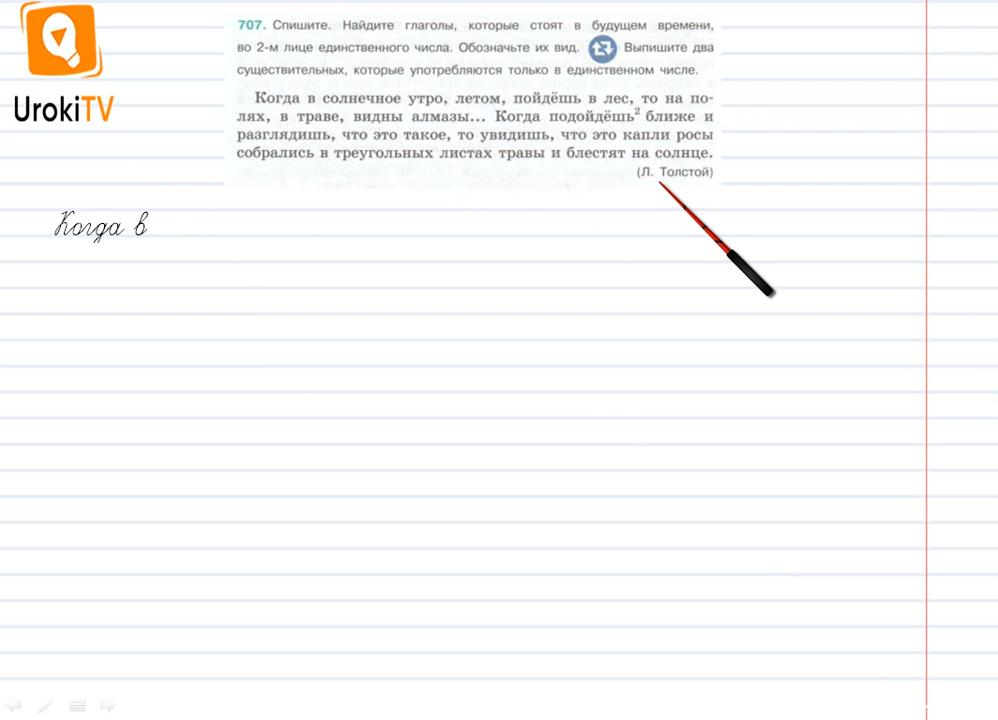 707. Спишите. Найдите глаголы, которые стоят в будущем времени,
во 2-м лице единственного числа. Обозначьте их вид. Выпишите два
существительных, которые употребляются только в единственном числе.
Когда в солнечное утро, летом, пойдёшь в лес, то на по-
лях, в траве, видны алмазы... Когда подойдёшь² ближе и
разглядишь, что это такое, то увидишь, что это капли росы
собрались в треугольных листах травы и блестят на солнце.
(Л. Толстой)
UrokiTV
Когда в